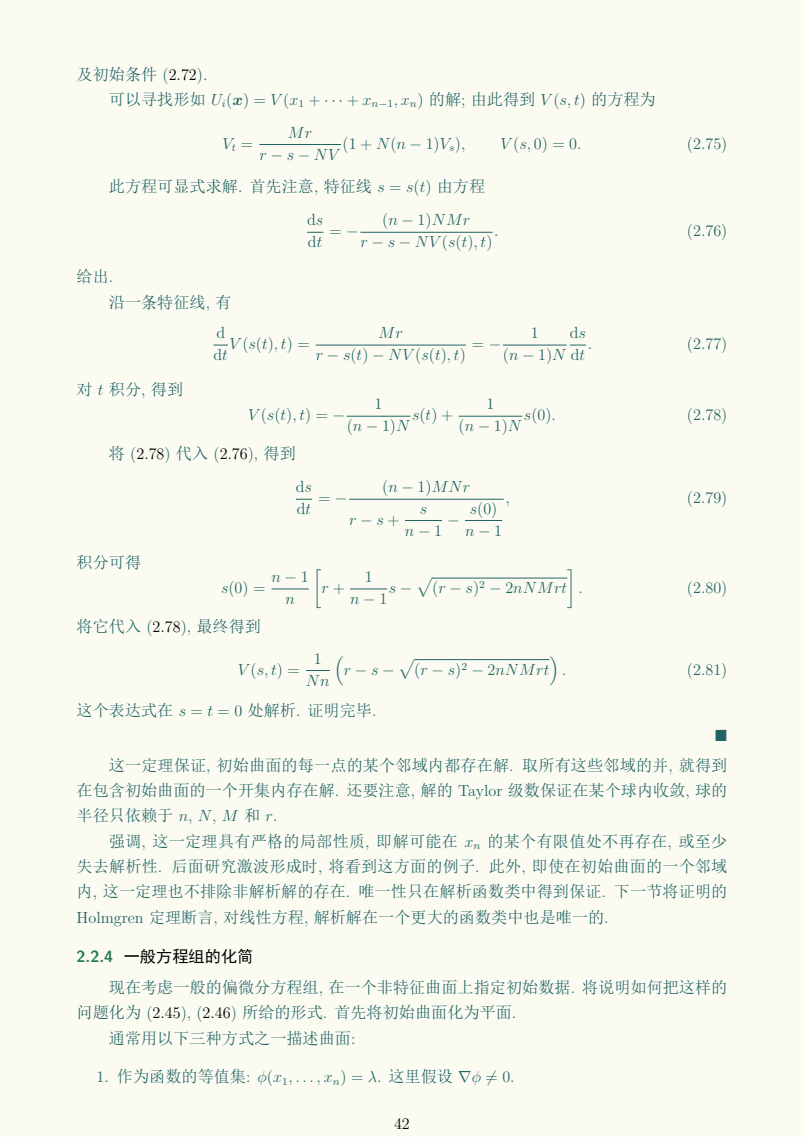 及初始条件 (2.72).
可以寻找形如 $U_i(\boldsymbol{x}) = V(x_1 + \cdots + x_{n-1}, x_n)$ 的解; 由此得到 $V(s, t)$ 的方程为
$$V_t = \frac{Mr}{r - s - NV}(1 + N(n-1)V_s), \qquad V(s, 0) = 0. \tag{2.75}$$
此方程可显式求解. 首先注意, 特征线 $s = s(t)$ 由方程
$$\frac{\mathrm{d}s}{\mathrm{d}t} = -\frac{(n-1)NMr}{r - s - NV(s(t), t)}. \tag{2.76}$$
给出.
沿一条特征线, 有
$$\frac{\mathrm{d}}{\mathrm{d}t}V(s(t), t) = \frac{Mr}{r - s(t) - NV(s(t), t)} = -\frac{1}{(n-1)N}\frac{\mathrm{d}s}{\mathrm{d}t}. \tag{2.77}$$
对 $t$ 积分, 得到
$$V(s(t), t) = -\frac{1}{(n-1)N}s(t) + \frac{1}{(n-1)N}s(0). \tag{2.78}$$
将 (2.78) 代入 (2.76), 得到
$$\frac{\mathrm{d}s}{\mathrm{d}t} = -\frac{(n-1)MNr}{r - s + \dfrac{s}{n-1} - \dfrac{s(0)}{n-1}}, \tag{2.79}$$
积分可得
$$s(0) = \frac{n-1}{n}\left[r + \frac{1}{n-1}s - \sqrt{(r-s)^2 - 2nNMrt}\right]. \tag{2.80}$$
将它代入 (2.78), 最终得到
$$V(s, t) = \frac{1}{Nn}\left(r - s - \sqrt{(r-s)^2 - 2nNMrt}\right). \tag{2.81}$$
这个表达式在 $s = t = 0$ 处解析. 证明完毕.
■
这一定理保证, 初始曲面的每一点的某个邻域内都存在解. 取所有这些邻域的并, 就得到
在包含初始曲面的一个开集内存在解. 还要注意, 解的 Taylor 级数保证在某个球内收敛, 球的
半径只依赖于 $n$, $N$, $M$ 和 $r$.
强调, 这一定理具有严格的局部性质, 即解可能在 $x_n$ 的某个有限值处不再存在, 或至少
失去解析性. 后面研究激波形成时, 将看到这方面的例子. 此外, 即使在初始曲面的一个邻域
内, 这一定理也不排除非解析解的存在. 唯一性只在解析函数类中得到保证. 下一节将证明的
Holmgren 定理断言, 对线性方程, 解析解在一个更大的函数类中也是唯一的.
2.2.4 一般方程组的化简
现在考虑一般的偏微分方程组, 在一个非特征曲面上指定初始数据. 将说明如何把这样的
问题化为 (2.45), (2.46) 所给的形式. 首先将初始曲面化为平面.
通常用以下三种方式之一描述曲面:
1. 作为函数的等值集: $\phi(x_1, \ldots, x_n) = \lambda$. 这里假设 $\nabla\phi \neq 0$.
42